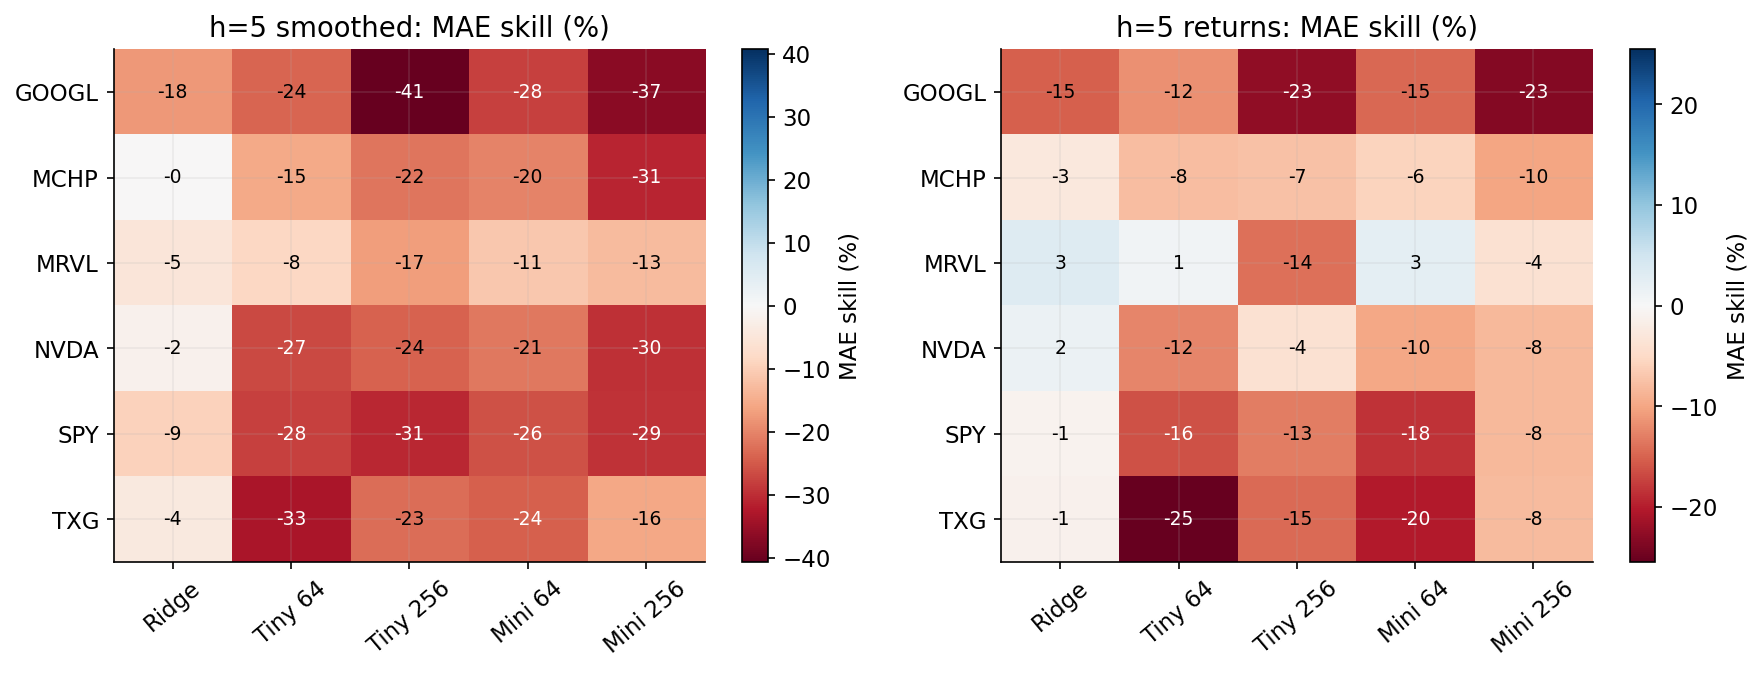 h=5 smoothed: MAE skill (%)
GOOGL -18 -24 -41 -28 -37
MCHP -0 -15 -22 -20 -31
MRVL -5 -8 -17 -11 -13
NVDA -2 -27 -24 -21 -30
SPY -9 -28 -31 -26 -29
TXG -4 -33 -23 -24 -16
Ridge Tiny 64 Tiny 256 Mini 64 Mini 256
40
30
20
10
0
−10
−20
−30
−40
MAE skill (%)
h=5 returns: MAE skill (%)
GOOGL -15 -12 -23 -15 -23
MCHP -3 -8 -7 -6 -10
MRVL 3 1 -14 3 -4
NVDA 2 -12 -4 -10 -8
SPY -1 -16 -13 -18 -8
TXG -1 -25 -15 -20 -8
Ridge Tiny 64 Tiny 256 Mini 64 Mini 256
20
10
0
−10
−20
MAE skill (%)